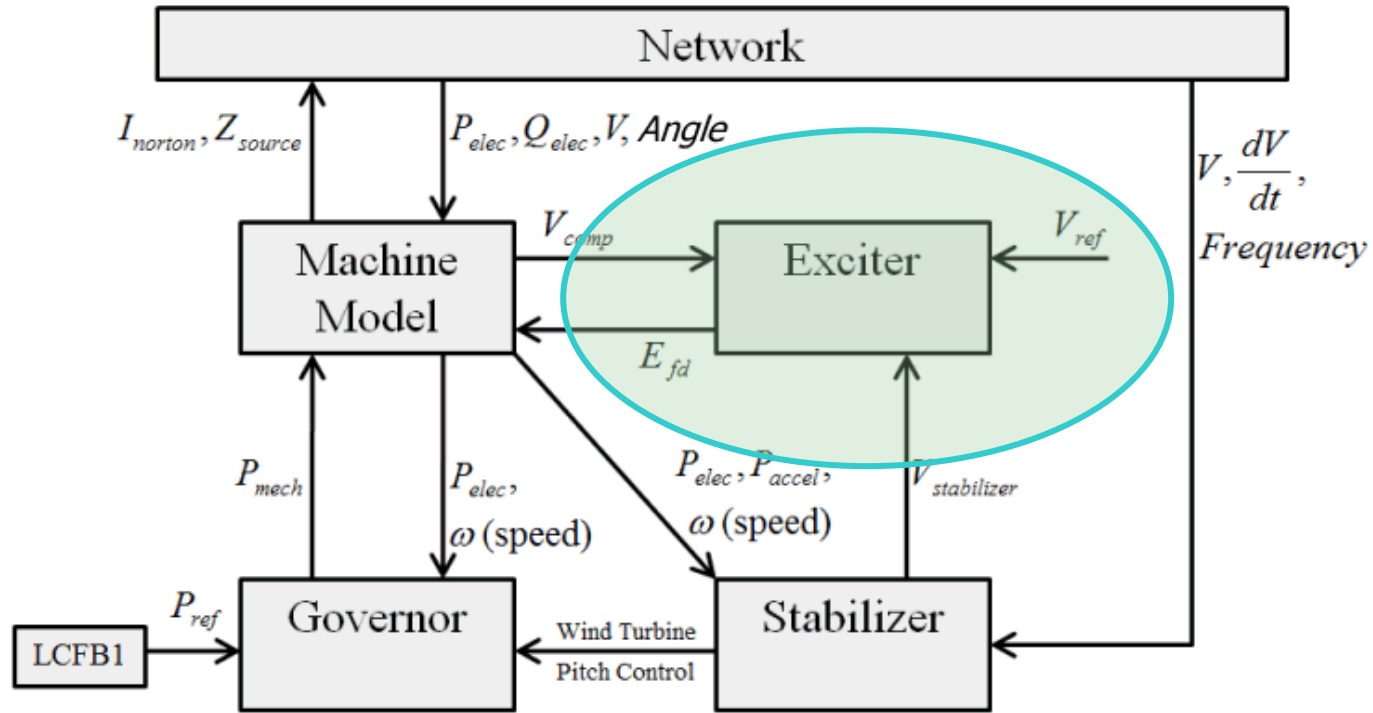 Network
I_norton, Z_source
P_elec, Q_elec, V, Angle
V, dV/dt,
Frequency
V_comp
V_ref
Machine
Model
Exciter
E_fd
P_mech
P_elec,
ω (speed)
P_elec, P_accel,
ω (speed)
V_stabilizer
P_ref
LCFB1
Governor
Wind Turbine
Pitch Control
Stabilizer